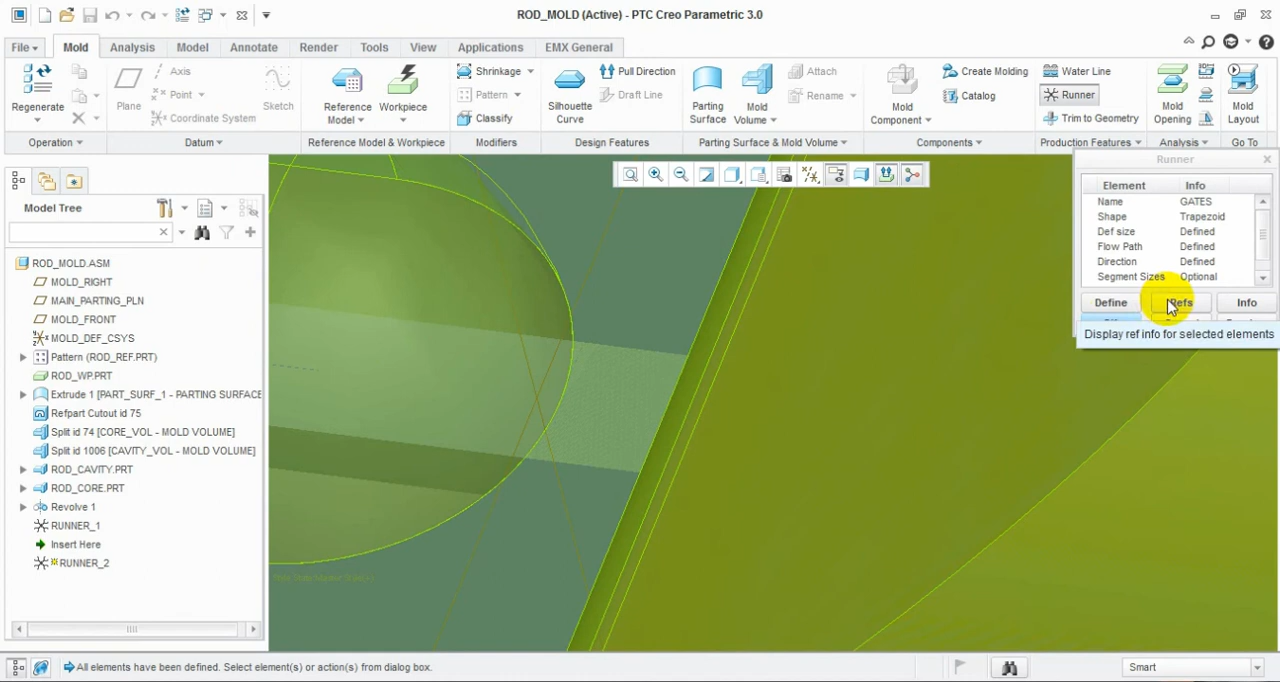 ROD_MOLD (Active) - PTC Creo Parametric 3.0
File
Mold
Analysis
Model
Annotate
Render
Tools
View
Applications
EMX General
Regenerate
Plane
Axis
Point
Coordinate System
Sketch
Reference Model
Workpiece
Shrinkage
Pattern
Classify
Silhouette Curve
Pull Direction
Draft Line
Parting Surface
Mold Volume
Attach
Rename
Mold Component
Create Molding
Catalog
Water Line
Runner
Trim to Geometry
Mold Opening
Mold Layout
Operation
Datum
Reference Model & Workpiece
Modifiers
Design Features
Parting Surface & Mold Volume
Components
Production Features
Analysis
Go To
Model Tree
ROD_MOLD.ASM
MOLD_RIGHT
MAIN_PARTING_PLN
MOLD_FRONT
MOLD_DEF_CSYS
Pattern (ROD_REF.PRT)
ROD_WP.PRT
Extrude 1 [PART_SURF_1 - PARTING SURFACE
Refpart Cutout id 75
Split id 74 [CORE_VOL - MOLD VOLUME]
Split id 1006 [CAVITY_VOL - MOLD VOLUME]
ROD_CAVITY.PRT
ROD_CORE.PRT
Revolve 1
RUNNER_1
Insert Here
RUNNER_2
Runner
Element Info
Name GATES
Shape Trapezoid
Def size Defined
Flow Path Defined
Direction Defined
Segment Sizes Optional
Define
Refs
Info
Display ref info for selected elements
All elements have been defined. Select element(s) or action(s) from dialog box.
Smart